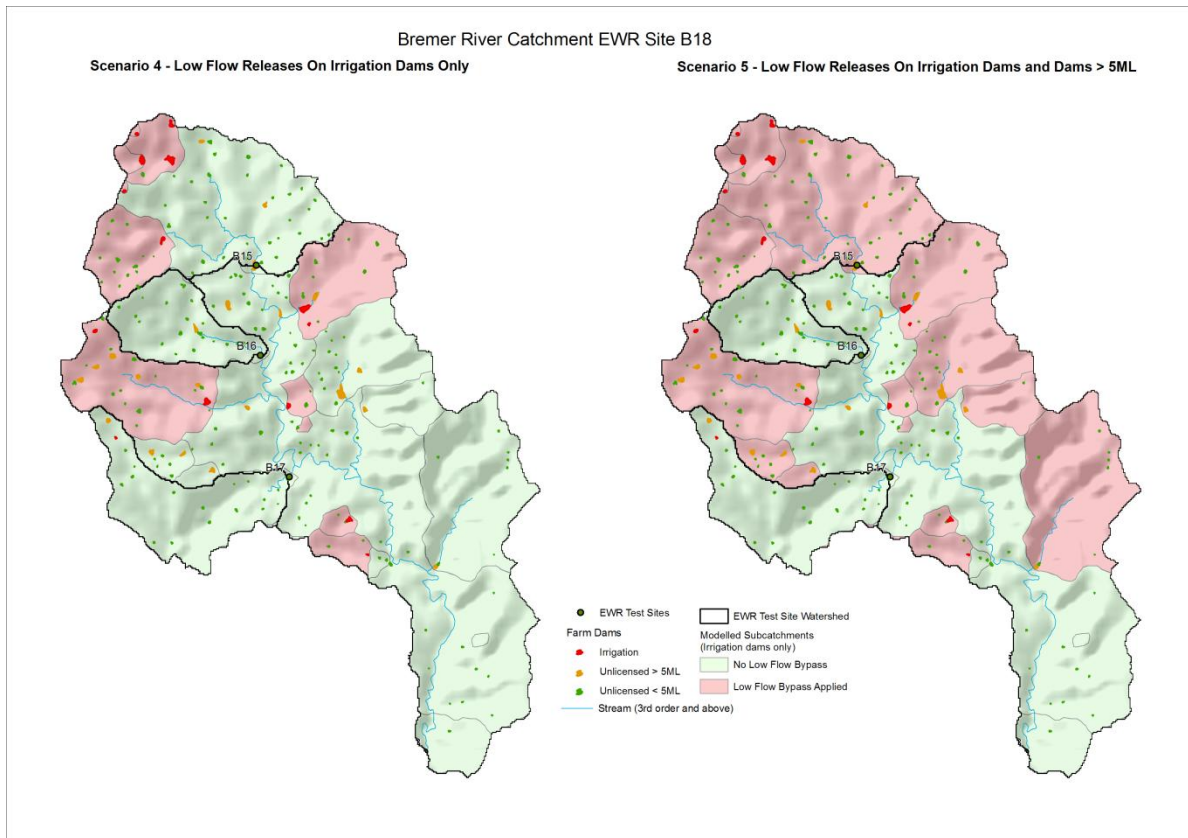 Bremer River Catchment EWR Site B18
Scenario 4 - Low Flow Releases On Irrigation Dams Only
Scenario 5 - Low Flow Releases On Irrigation Dams and Dams > 5ML
B15
B16
B17
B15
B16
B17
EWR Test Sites
Farm Dams
Irrigation
Unlicensed > 5ML
Unlicensed < 5ML
Stream (3rd order and above)
EWR Test Site Watershed
Modelled Subcatchments
(Irrigation dams only)
No Low Flow Bypass
Low Flow Bypass Applied